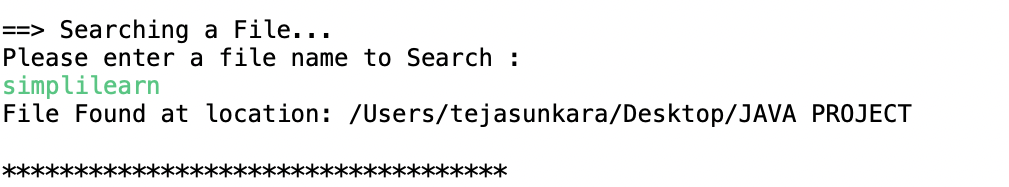 ==> Searching a File...
Please enter a file name to Search :
simplilearn
File Found at location: /Users/tejasunkara/Desktop/JAVA PROJECT
***********************************